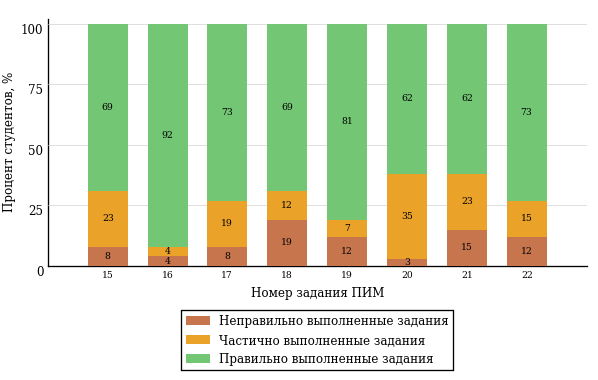 Процент студентов, %
100
75
50
25
0
69 92 73 69 81 62 62 73
23 4 19 12 7 35 23 15
8 4 8 19 12 3 15 12
15 16 17 18 19 20 21 22
Номер задания ПИМ
Неправильно выполненные задания
Частично выполненные задания
Правильно выполненные задания